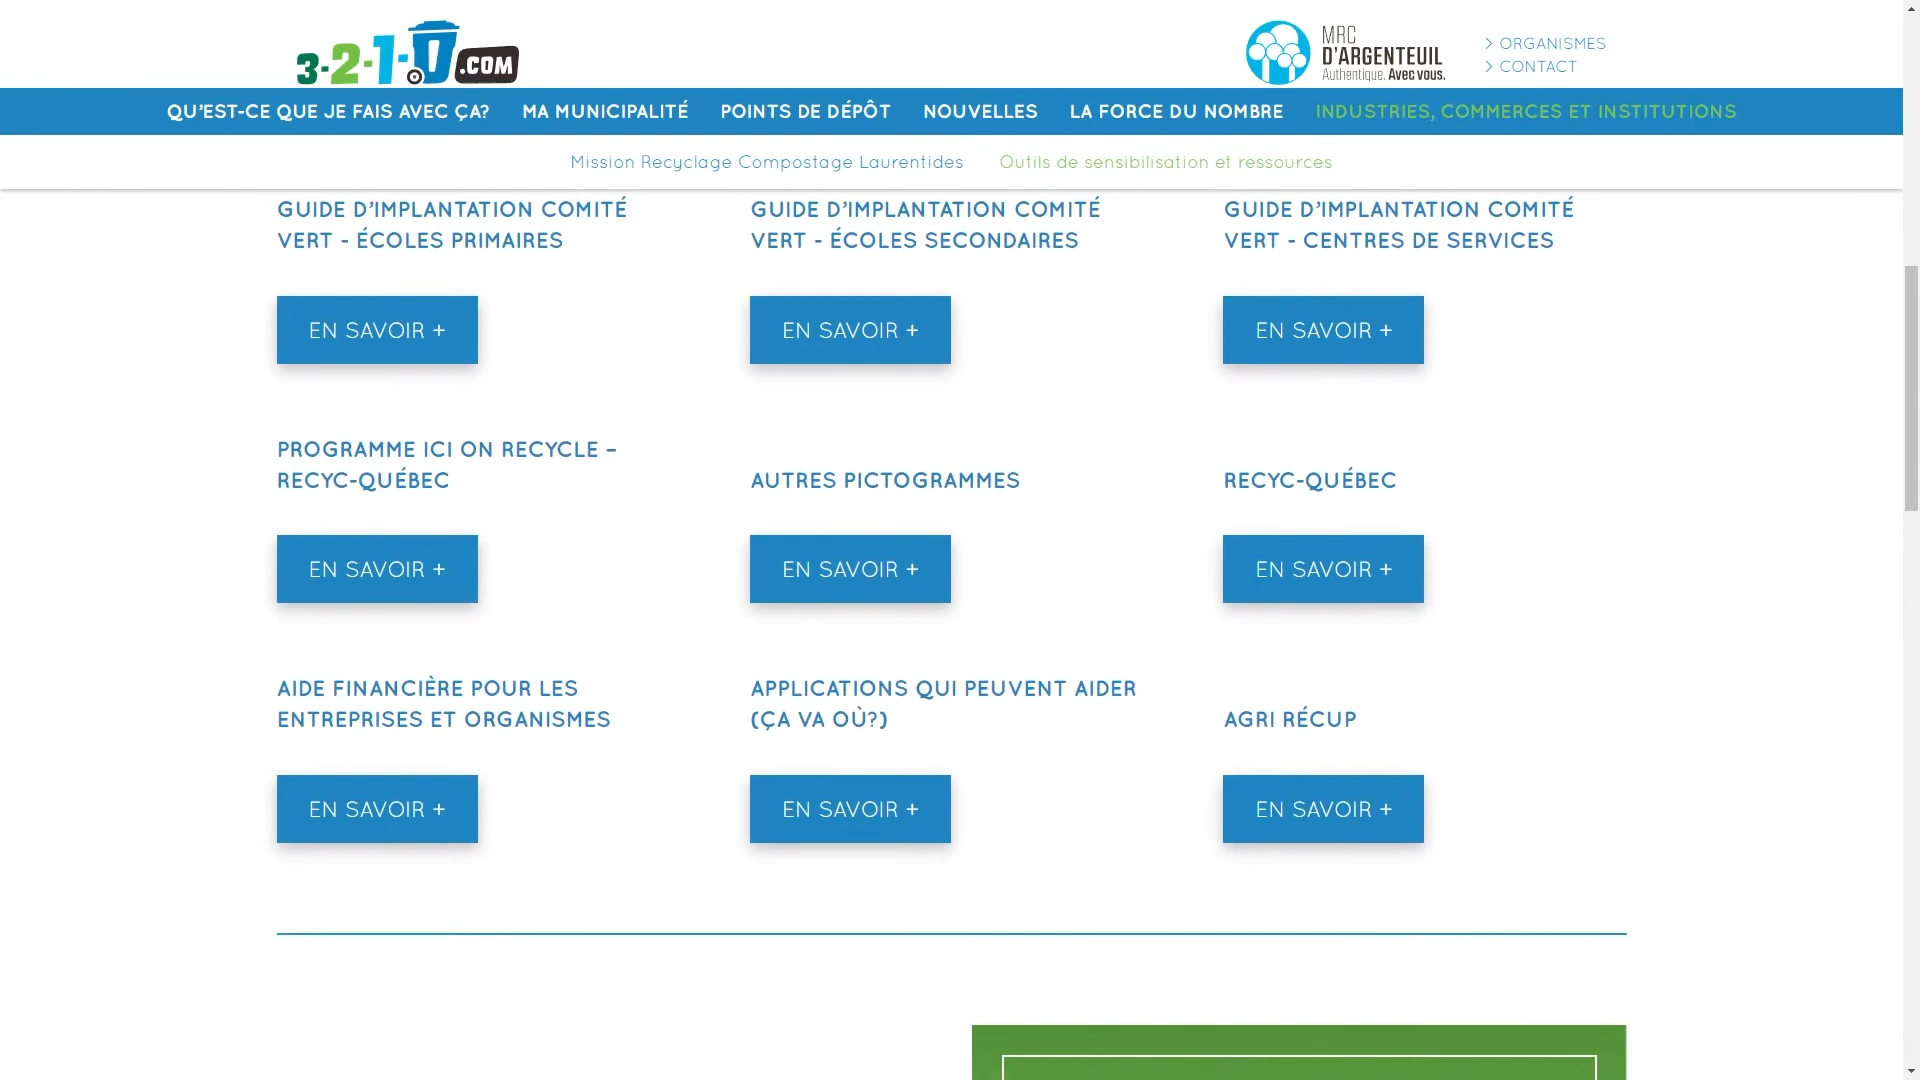 3-2-1-0.COM
MRC
D'ARGENTEUIL
Authentique. Avec vous.
> ORGANISMES
> CONTACT
QU'EST-CE QUE JE FAIS AVEC ÇA?
MA MUNICIPALITÉ
POINTS DE DÉPÔT
NOUVELLES
LA FORCE DU NOMBRE
INDUSTRIES, COMMERCES ET INSTITUTIONS
Mission Recyclage Compostage Laurentides
Outils de sensibilisation et ressources
GUIDE D'IMPLANTATION COMITÉ
VERT - ÉCOLES PRIMAIRES
EN SAVOIR +
GUIDE D'IMPLANTATION COMITÉ
VERT - ÉCOLES SECONDAIRES
EN SAVOIR +
GUIDE D'IMPLANTATION COMITÉ
VERT - CENTRES DE SERVICES
EN SAVOIR +
PROGRAMME ICI ON RECYCLE –
RECYC-QUÉBEC
EN SAVOIR +
AUTRES PICTOGRAMMES
EN SAVOIR +
RECYC-QUÉBEC
EN SAVOIR +
AIDE FINANCIÈRE POUR LES
ENTREPRISES ET ORGANISMES
EN SAVOIR +
APPLICATIONS QUI PEUVENT AIDER
(ÇA VA OÙ?)
EN SAVOIR +
AGRI RÉCUP
EN SAVOIR +